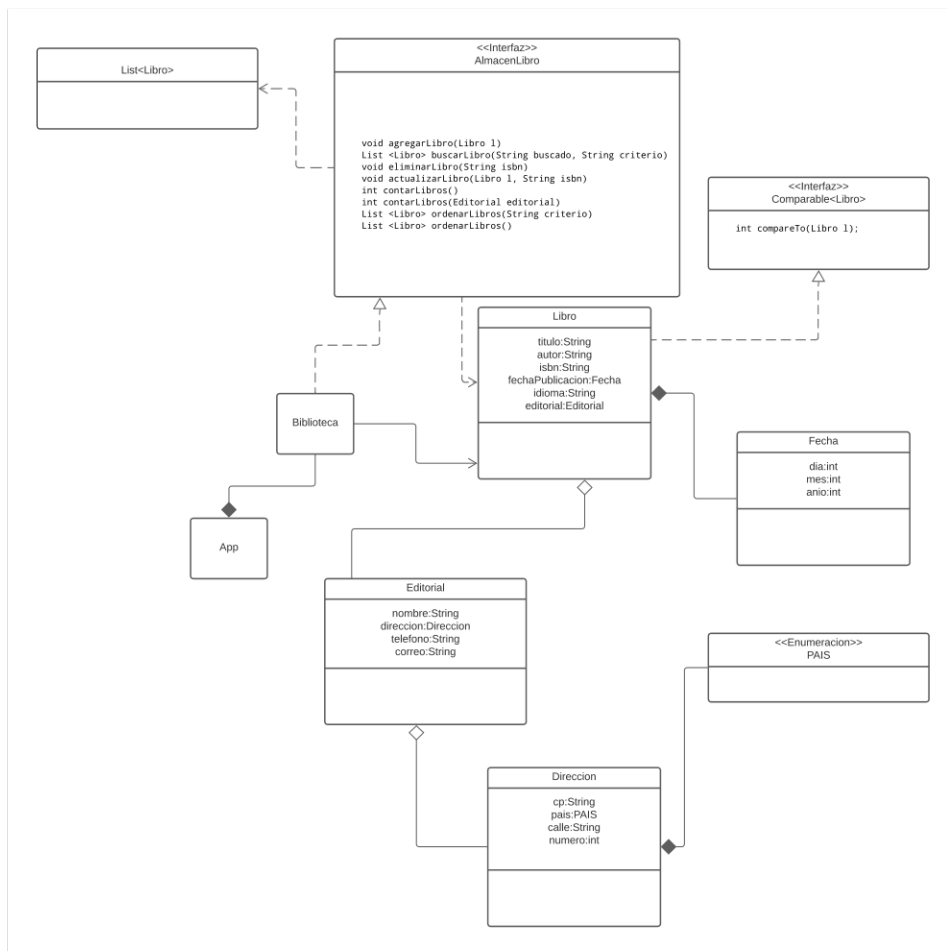 List<Libro>
<<Interfaz>>
AlmacenLibro
void agregarLibro(Libro l)
List <Libro> buscarLibro(String buscado, String criterio)
void eliminarLibro(String isbn)
void actualizarLibro(Libro l, String isbn)
int contarLibros()
int contarLibros(Editorial editorial)
List <Libro> ordenarLibros(String criterio)
List <Libro> ordenarLibros()
<<Interfaz>>
Comparable<Libro>
int compareTo(Libro l);
Libro
titulo:String
autor:String
isbn:String
fechaPublicacion:Fecha
idioma:String
editorial:Editorial
Biblioteca
App
Fecha
dia:int
mes:int
anio:int
Editorial
nombre:String
direccion:Direccion
telefono:String
correo:String
<<Enumeracion>>
PAIS
Direccion
cp:String
pais:PAIS
calle:String
numero:int